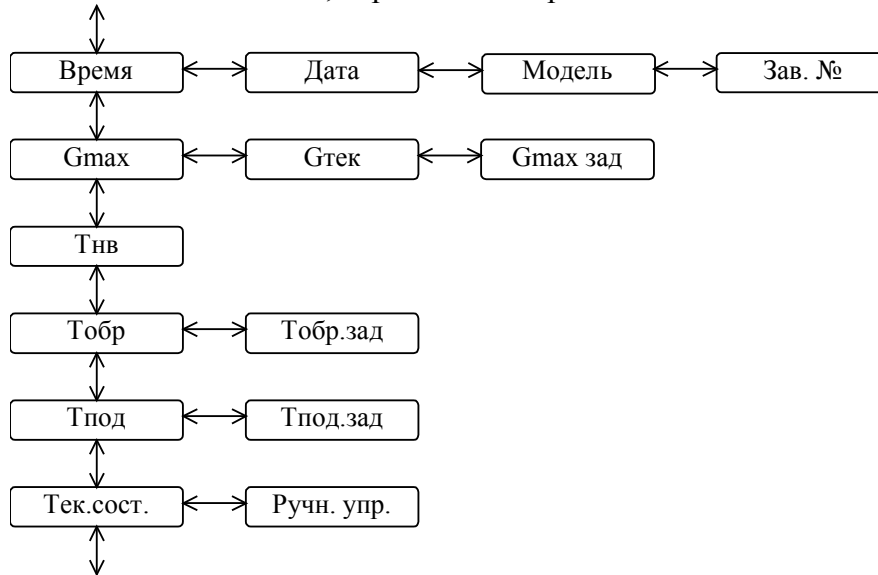 Время Дата Модель Зав. №
Gmax Gтек Gmax зад
Тнв
Тобр Тобр.зад
Тпод Тпод.зад
Тек.сост. Ручн. упр.